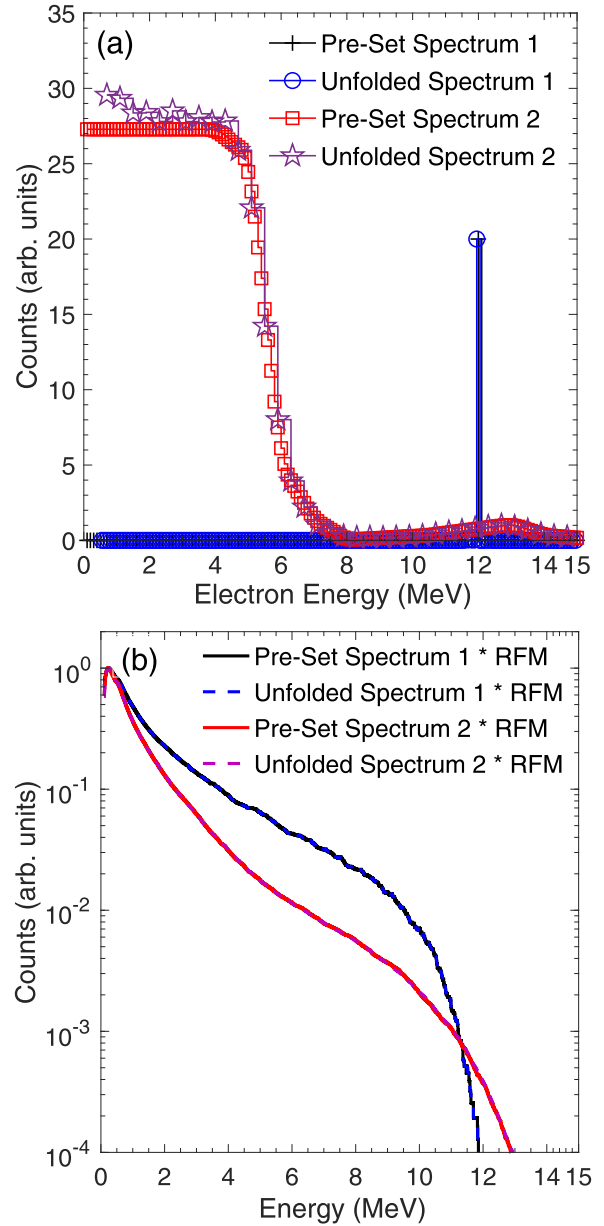 (a)
Pre-Set Spectrum 1
Unfolded Spectrum 1
Pre-Set Spectrum 2
Unfolded Spectrum 2
35
30
25
20
15
10
5
0
Counts (arb. units)
0 2 4 6 8 10 12 14 15
Electron Energy (MeV)
(b)
Pre-Set Spectrum 1 * RFM
Unfolded Spectrum 1 * RFM
Pre-Set Spectrum 2 * RFM
Unfolded Spectrum 2 * RFM
10⁰
10⁻¹
10⁻²
10⁻³
10⁻⁴
Counts (arb. units)
0 2 4 6 8 10 12 14 15
Energy (MeV)